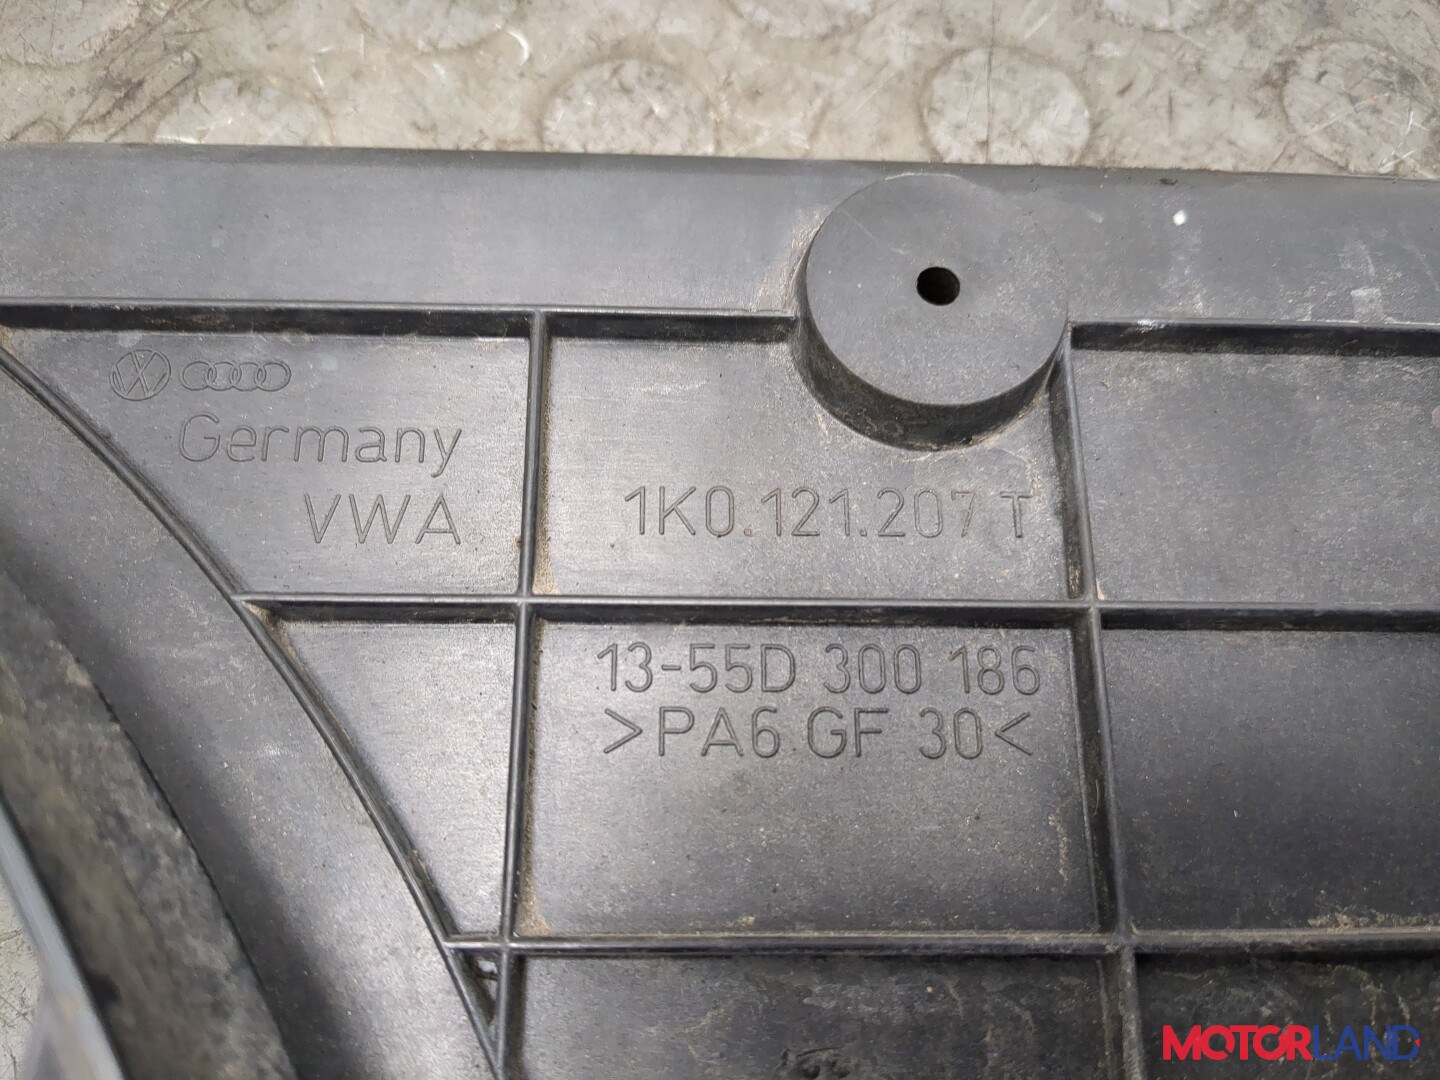 Germany
VWA
1K0.121.207 T
13-55D 300 186
>PA6 GF 30<
MOTORLAND